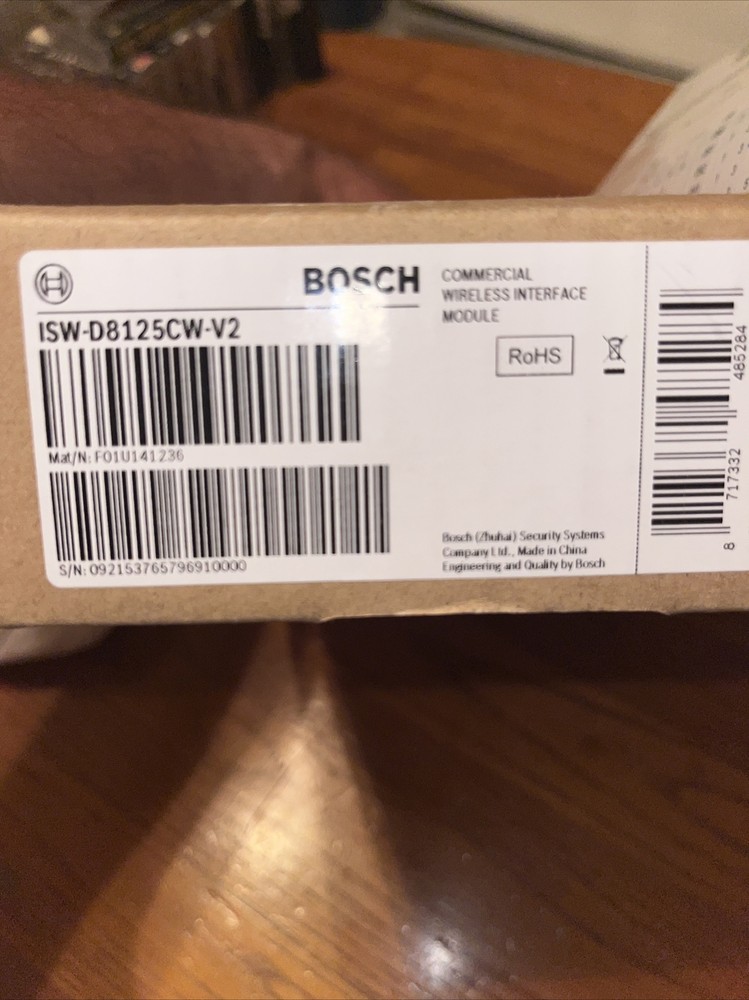 BOSCH
ISW-D8125CW-V2
Mat/N: F01U141236
S/N: 092153765796910000
COMMERCIAL
WIRELESS INTERFACE
MODULE
RoHS
Bosch (Zhuhai) Security Systems
Company Ltd., Made in China
Engineering and Quality by Bosch
8 717332 485284